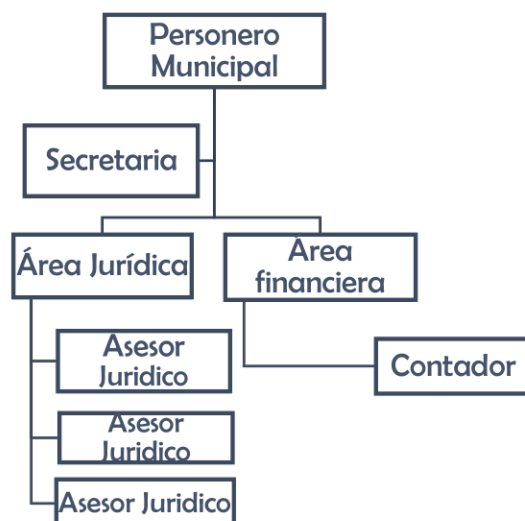 Personero
Municipal
Secretaria
Área Jurídica
Área
financiera
Asesor
Juridico
Contador
Asesor
Juridico
Asesor Juridico